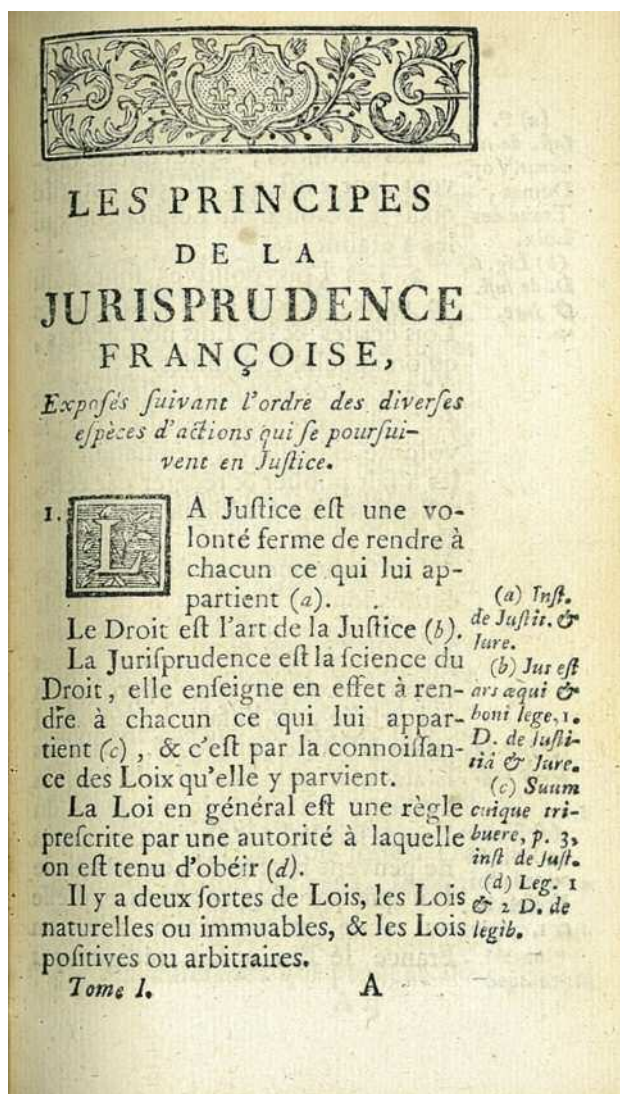 LES PRINCIPES
DE LA
JURISPRUDENCE
FRANÇOISE,
Exposés ſuivant l'ordre des diverſes
eſpèces d'actions qui ſe pourſui-
vent en Juſtice.
1. LA Juſtice eſt une vo-
lonté ferme de rendre à
chacun ce qui lui ap-
partient (a).
Le Droit eſt l'art de la Juſtice (b).
La Juriſprudence eſt la ſcience du
Droit, elle enſeigne en effet à ren-
dre à chacun ce qui lui appar-
tient (c), & c'eſt par la connoiſſan-
ce des Loix qu'elle y parvient.
La Loi en général eſt une règle
preſcrite par une autorité à laquelle
on eſt tenu d'obéir (d).
Il y a deux ſortes de Lois, les Lois
naturelles ou immuables, & les Lois
poſitives ou arbitraires.
(a) Inſt.
de Juſtit. &
Jure.
(b) Jus eſt
ars æqui &
boni lege, 1.
D. de Juſti-
tiâ & Jure.
(c) Suum
cuique tri-
buere, p. 3,
inſt de Juſt.
(d) Leg. 1
& 2 D. de
legib.
Tome I. A